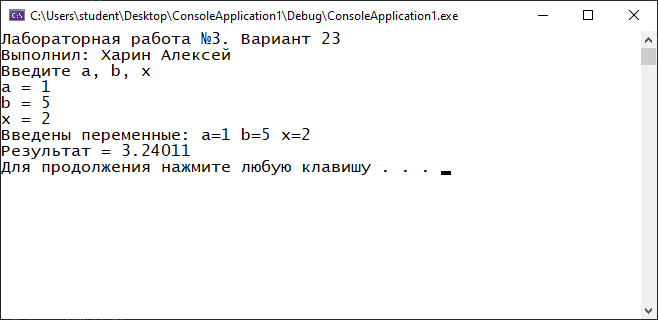 C:\Users\student\Desktop\ConsoleApplication1\Debug\ConsoleApplication1.exe
Лабораторная работа №3. Вариант 23
Выполнил: Харин Алексей
Введите a, b, x
a = 1
b = 5
x = 2
Введены переменные: a=1 b=5 x=2
Результат = 3.24011
Для продолжения нажмите любую клавишу . . .